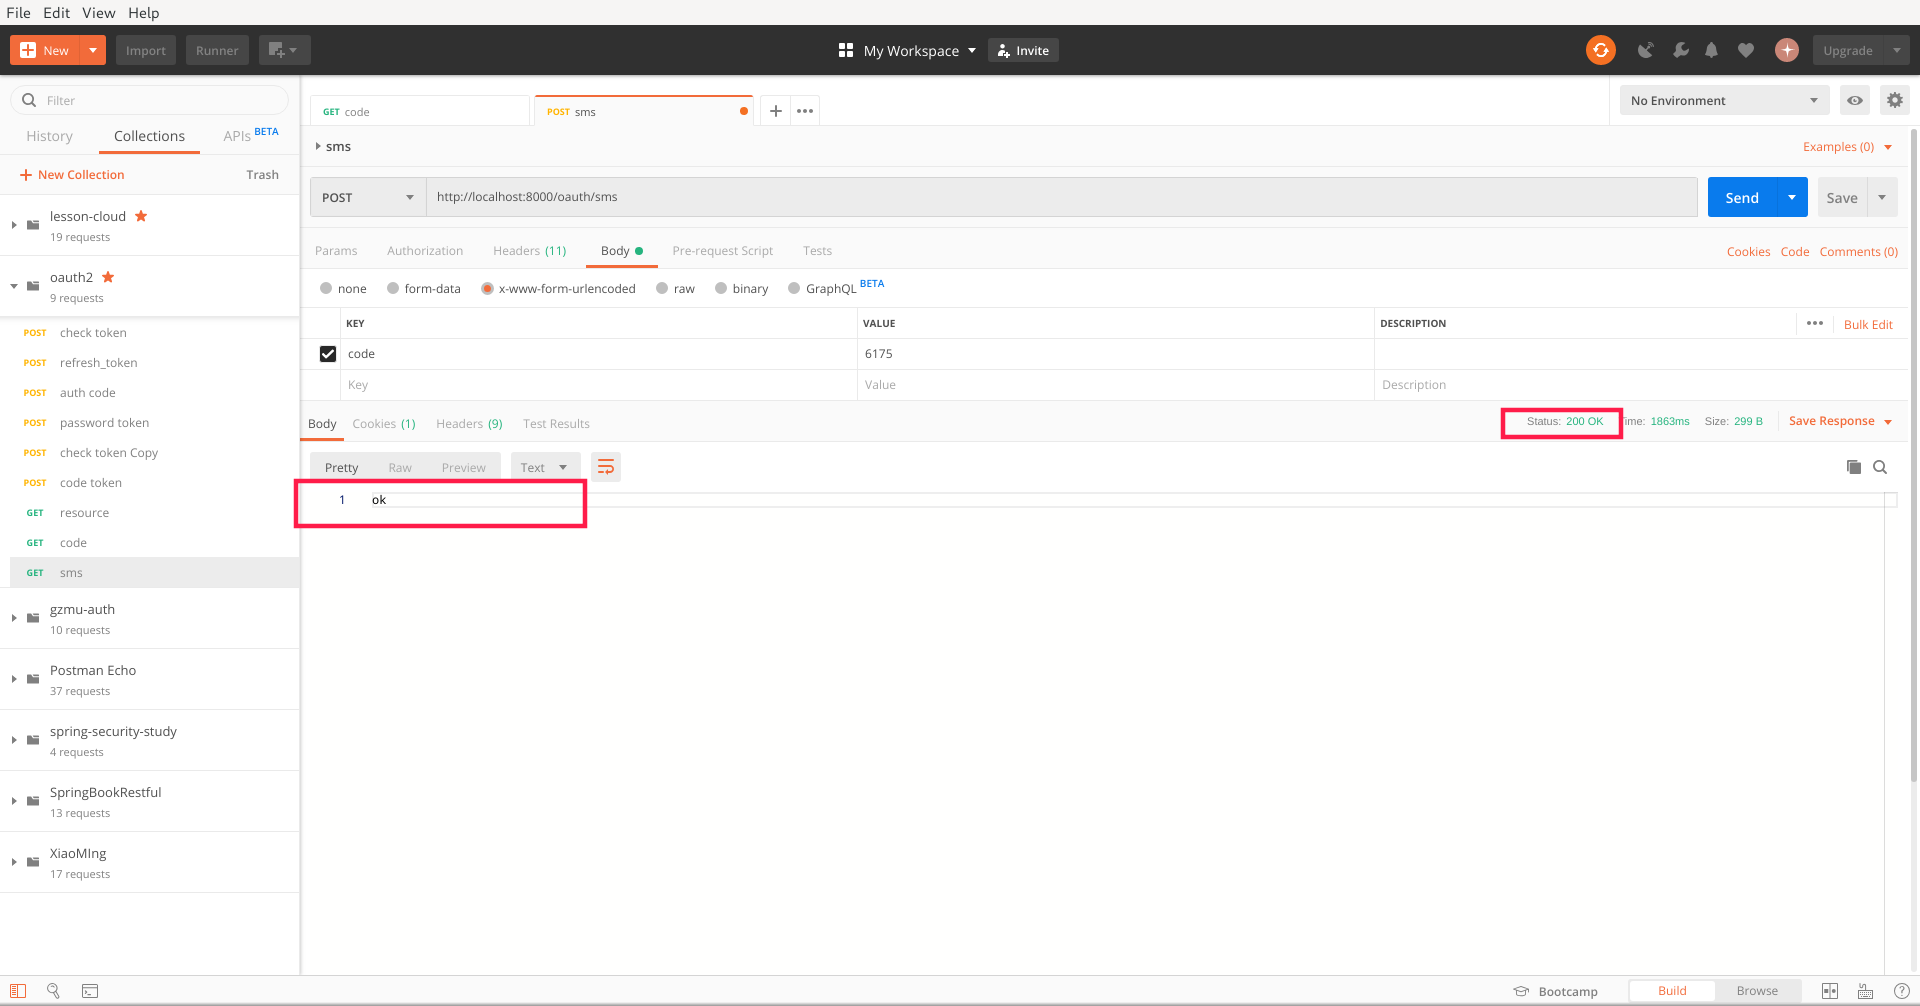 File Edit View Help
New Import Runner My Workspace Invite Upgrade
Filter
History Collections APIs BETA
New Collection Trash
lesson-cloud
19 requests
oauth2
9 requests
POST check token
POST refresh_token
POST auth code
POST password token
POST check token Copy
POST code token
GET resource
GET code
GET sms
gzmu-auth
10 requests
Postman Echo
37 requests
spring-security-study
4 requests
SpringBookRestful
13 requests
XiaoMIng
17 requests
GET code POST sms No Environment
sms Examples (0)
POST http://localhost:8000/oauth/sms Send Save
Params Authorization Headers (11) Body Pre-request Script Tests Cookies Code Comments (0)
none form-data x-www-form-urlencoded raw binary GraphQL BETA
KEY VALUE DESCRIPTION Bulk Edit
code 6175
Key Value Description
Body Cookies (1) Headers (9) Test Results Status: 200 OK ime: 1863ms Size: 299 B Save Response
Pretty Raw Preview Text
1 ok
Bootcamp Build Browse